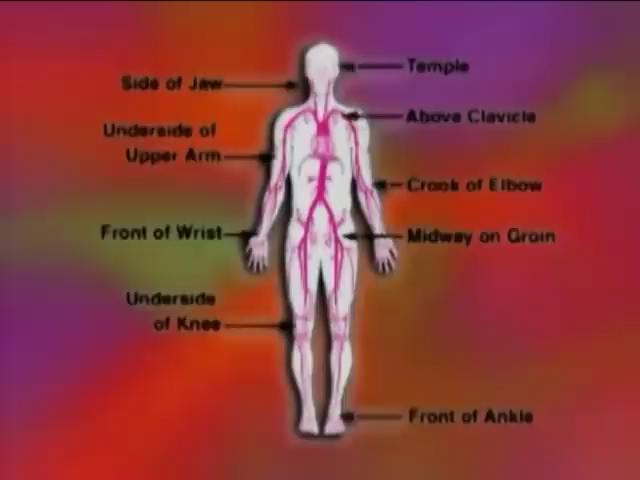 Temple
Side of Jaw
Above Clavicle
Underside of
Upper Arm
Crook of Elbow
Front of Wrist
Midway on Groin
Underside
of Knee
Front of Ankle